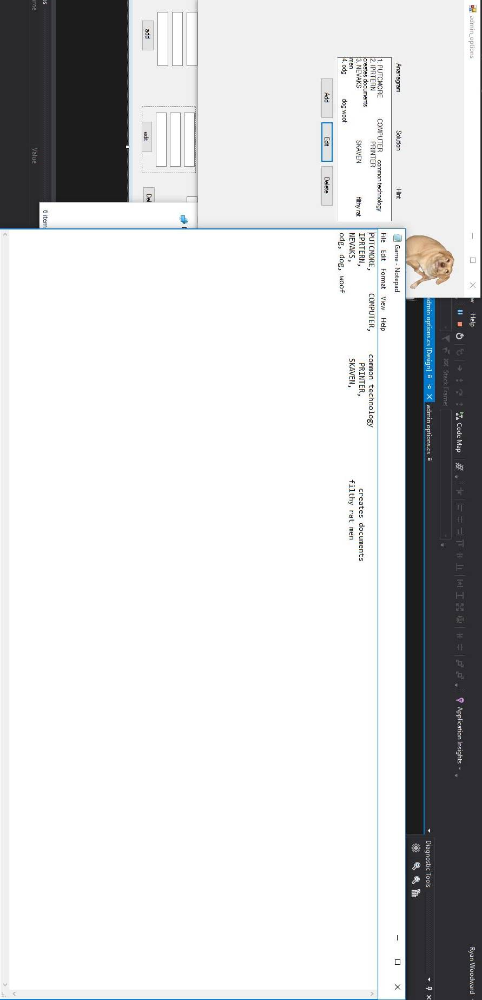 admin_options
Ananagram Solution Hint
1. PUTCMORE COMPUTER common technology
2. IPRTERN PRINTER
creates documents
3. NEVAKS SKAVEN filthy rat
men
4. odg dog woof
Add Edit Delete
add edit
6 item
Value
Help
Stack Frame:
Code Map
Application Insights
Ryan Woodward
admin options.cs [Design] admin options.cs
Diagnostic Tools
Game - Notepad
File Edit Format View Help
PUTCMORE, COMPUTER, common technology
IPRTERN, PRINTER, creates documents
NEVAKS, SKAVEN, filthy rat men
odg, dog, woof